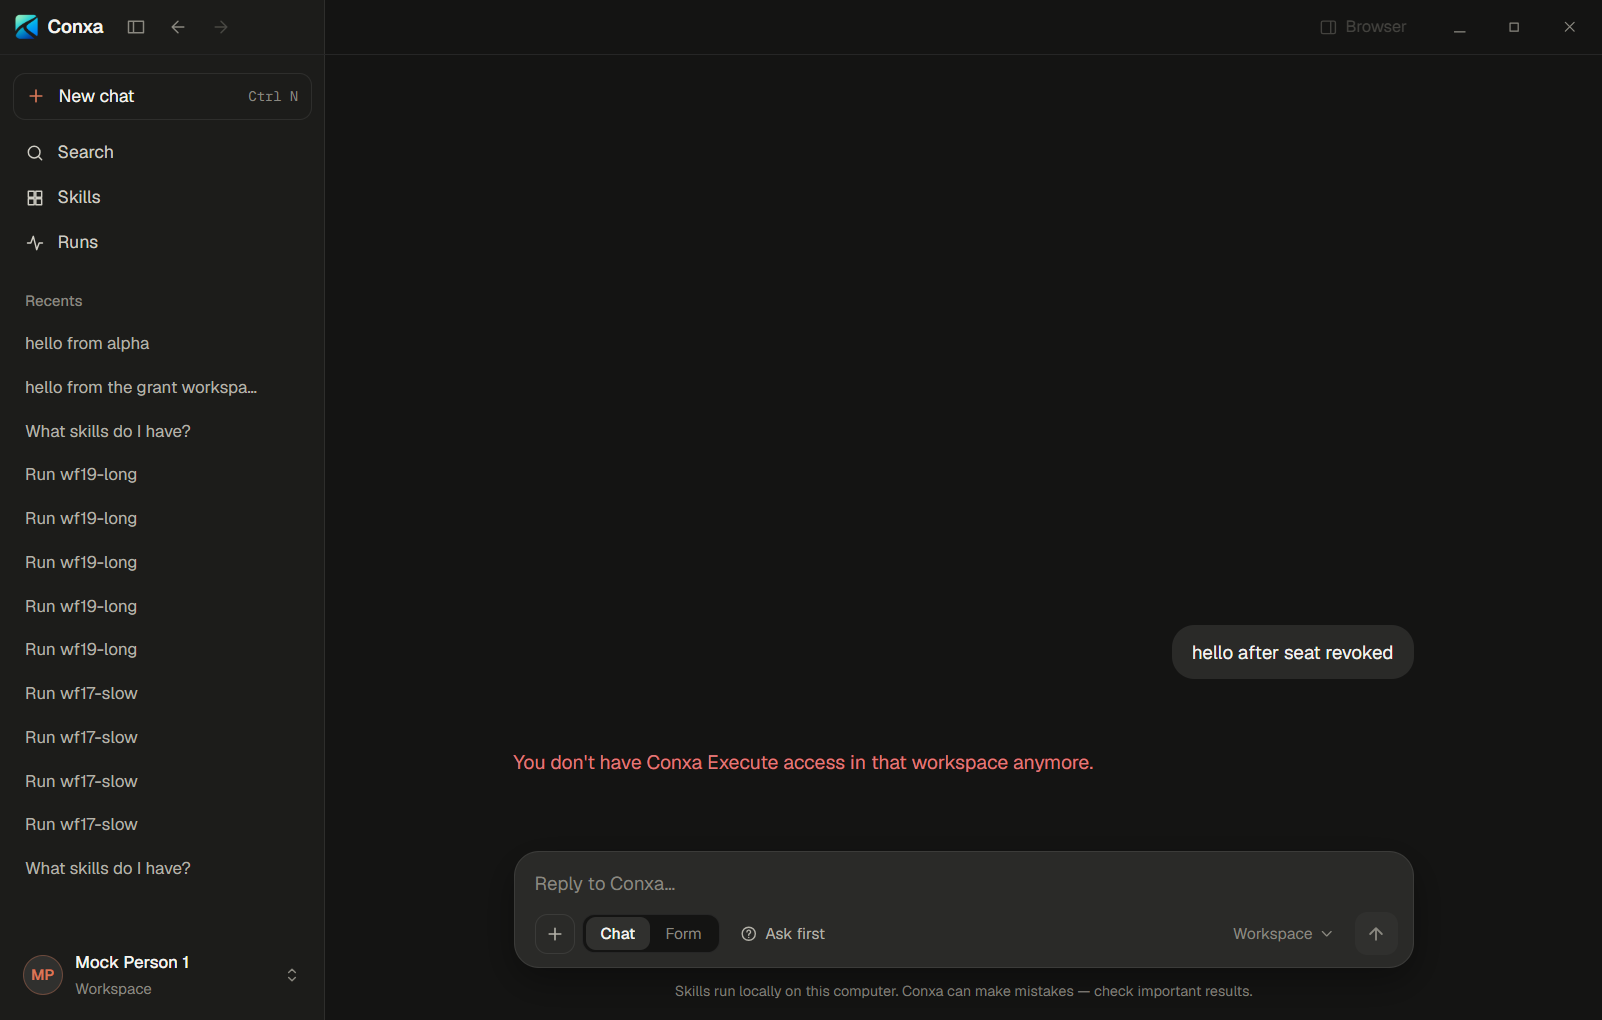 Conxa
Browser
New chat
Ctrl N
Search
Skills
Runs
Recents
hello from alpha
hello from the grant workspa...
What skills do I have?
Run wf19-long
Run wf19-long
Run wf19-long
Run wf19-long
Run wf19-long
Run wf17-slow
Run wf17-slow
Run wf17-slow
Run wf17-slow
What skills do I have?
MP
Mock Person 1
Workspace
hello after seat revoked
You don't have Conxa Execute access in that workspace anymore.
Reply to Conxa...
Chat
Form
Ask first
Workspace
Skills run locally on this computer. Conxa can make mistakes — check important results.